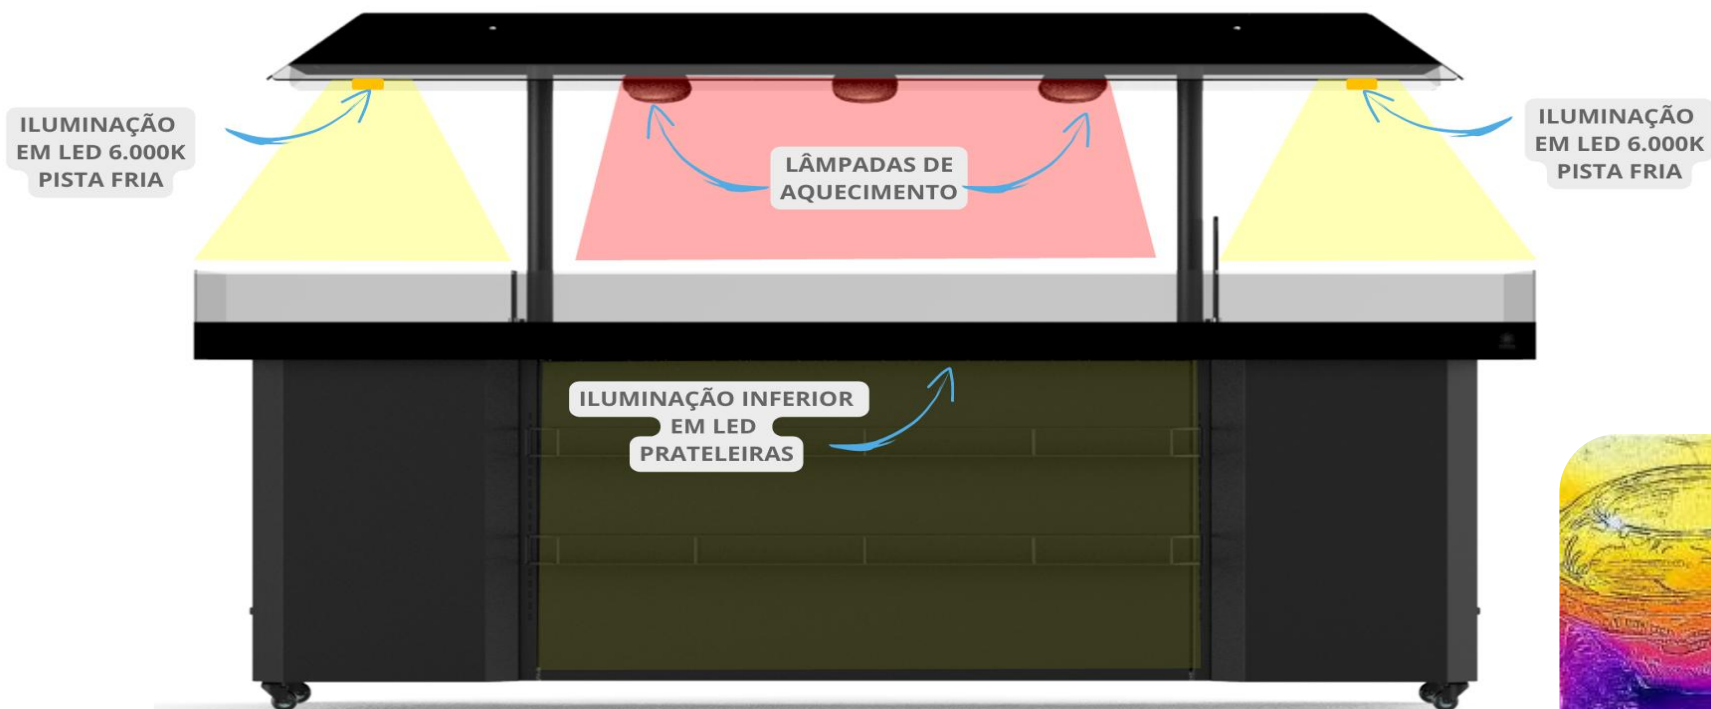 ILUMINAÇÃO
EM LED 6.000K
PISTA FRIA
LÂMPADAS DE
AQUECIMENTO
ILUMINAÇÃO
EM LED 6.000K
PISTA FRIA
ILUMINAÇÃO INFERIOR
EM LED
PRATELEIRAS